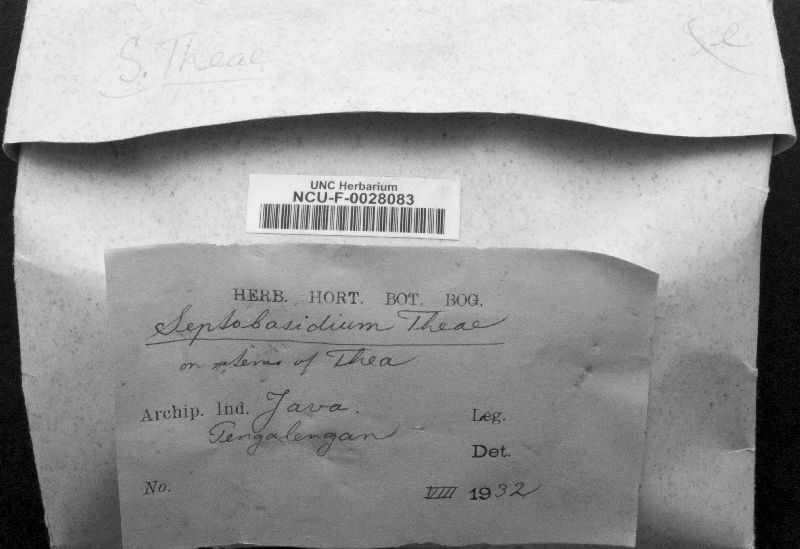 S. Theae
UNC Herbarium
NCU-F-0028083
HERB. HORT. BOT. BOG.
Septobasidium Theae
on stems of Thea
Archip. Ind. Java.
Pengalengan
Leg.
Det.
No.
VIII 1932